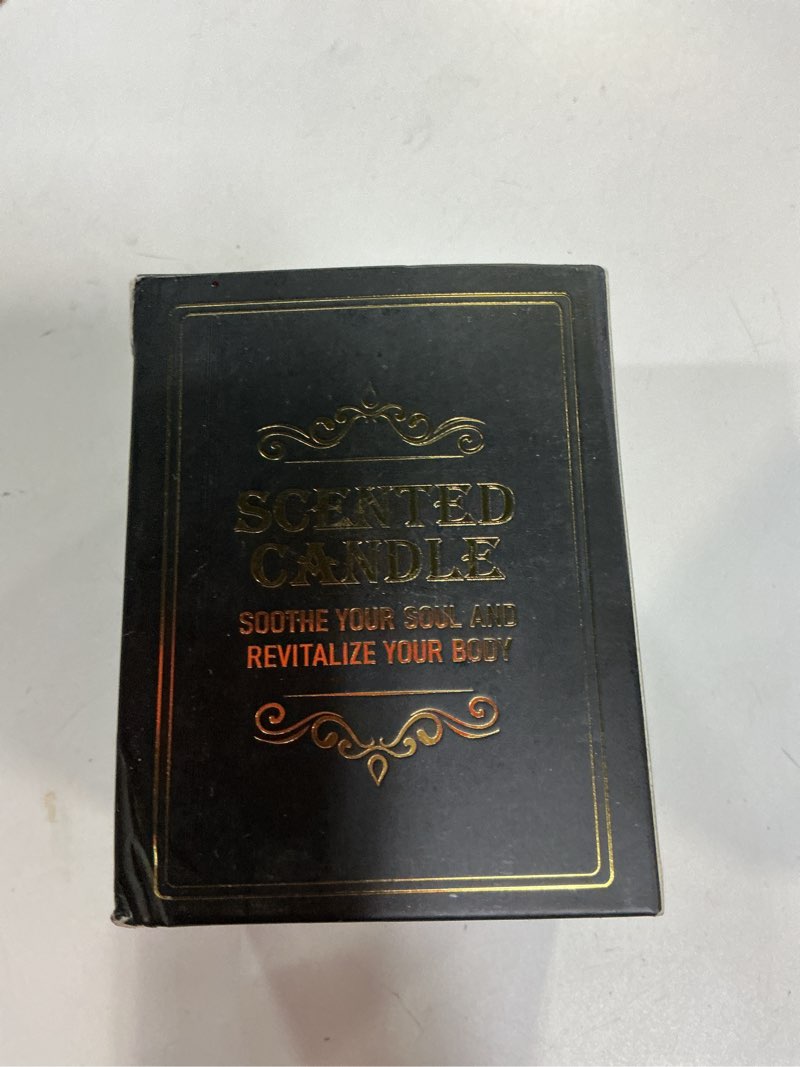 SCENTED
CANDLE
SOOTHE YOUR SOUL AND
REVITALIZE YOUR BODY